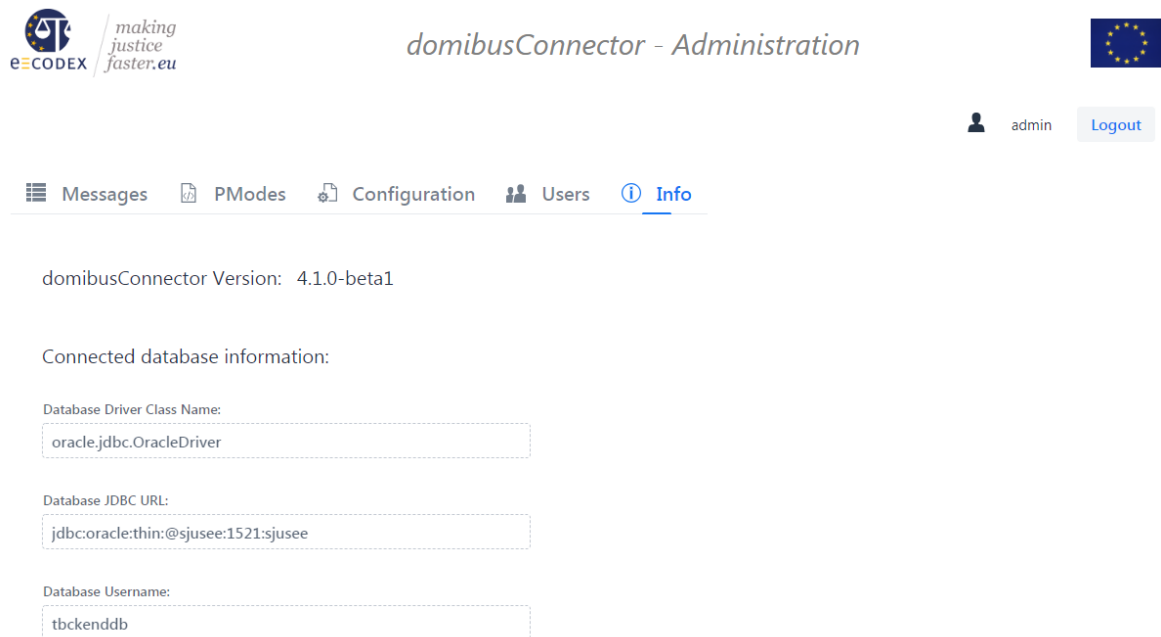 making
justice
faster.eu
e-CODEX
domibusConnector - Administration
admin
Logout
Messages PModes Configuration Users Info
domibusConnector Version: 4.1.0-beta1
Connected database information:
Database Driver Class Name:
oracle.jdbc.OracleDriver
Database JDBC URL:
jdbc:oracle:thin:@sjusee:1521:sjusee
Database Username:
tbckenddb